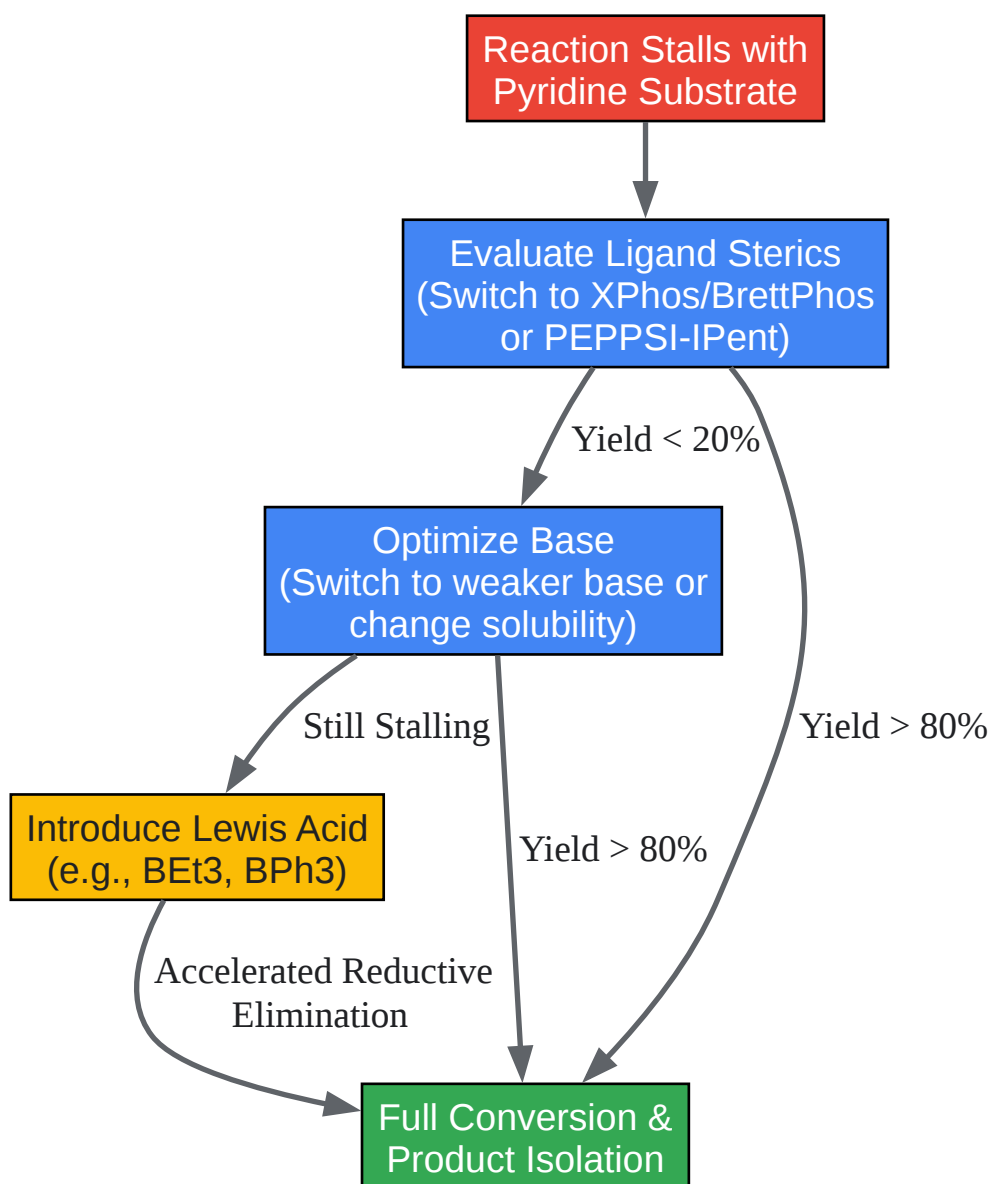 Reaction Stalls with
Pyridine Substrate
Evaluate Ligand Sterics
(Switch to XPhos/BrettPhos
or PEPPSI-IPent)
Yield < 20%
Optimize Base
(Switch to weaker base or
change solubility)
Still Stalling
Yield > 80%
Introduce Lewis Acid
(e.g., BEt3, BPh3)
Yield > 80%
Accelerated Reductive
Elimination
Full Conversion &
Product Isolation